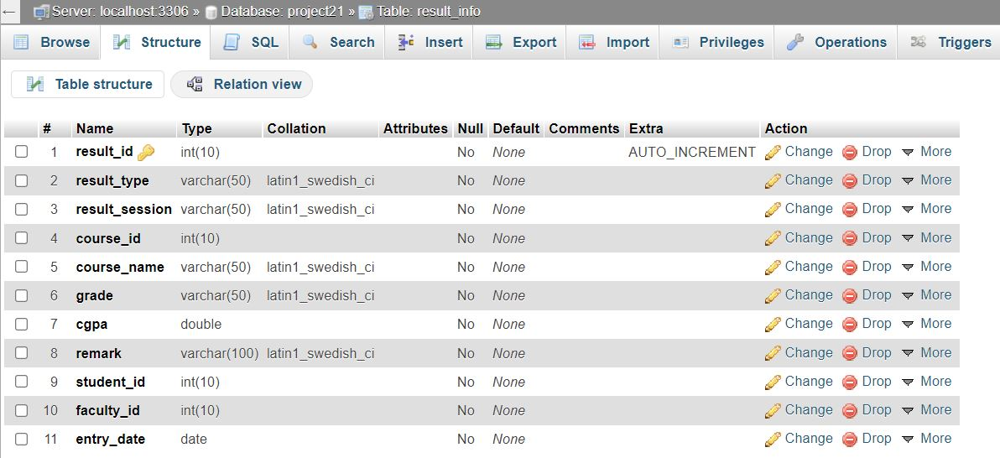 Server: localhost:3306 » Database: project21 » Table: result_info
Browse Structure SQL Search Insert Export Import Privileges Operations Triggers
Table structure Relation view
# Name Type Collation Attributes Null Default Comments Extra Action
1 result_id int(10) No None AUTO_INCREMENT Change Drop More
2 result_type varchar(50) latin1_swedish_ci No None Change Drop More
3 result_session varchar(50) latin1_swedish_ci No None Change Drop More
4 course_id int(10) No None Change Drop More
5 course_name varchar(50) latin1_swedish_ci No None Change Drop More
6 grade varchar(50) latin1_swedish_ci No None Change Drop More
7 cgpa double No None Change Drop More
8 remark varchar(100) latin1_swedish_ci No None Change Drop More
9 student_id int(10) No None Change Drop More
10 faculty_id int(10) No None Change Drop More
11 entry_date date No None Change Drop More